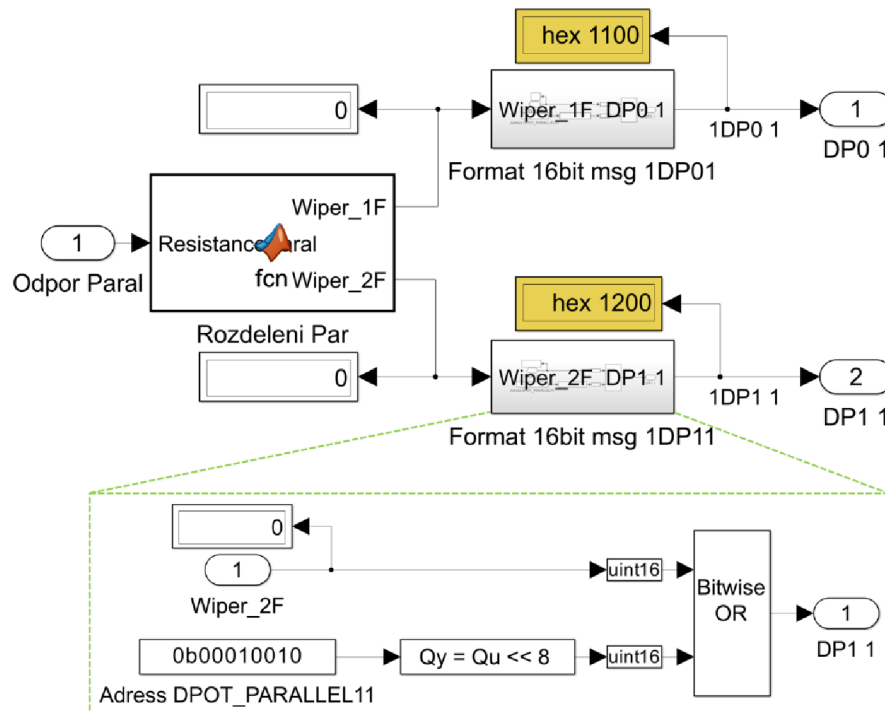 hex 1100
0
Wiper_1F DP0 1
1DP0 1
1
DP0 1
Format 16bit msg 1DP01
Wiper_1F
1
Resistance Paral
fcn
Wiper_2F
Odpor Paral
Rozdeleni Par
hex 1200
0
Wiper_2F DP1 1
1DP1 1
2
DP1 1
Format 16bit msg 1DP11
0
1
Wiper_2F
uint16
Bitwise
OR
1
DP1 1
0b00010010
Qy = Qu << 8
uint16
Adress DPOT_PARALLEL11